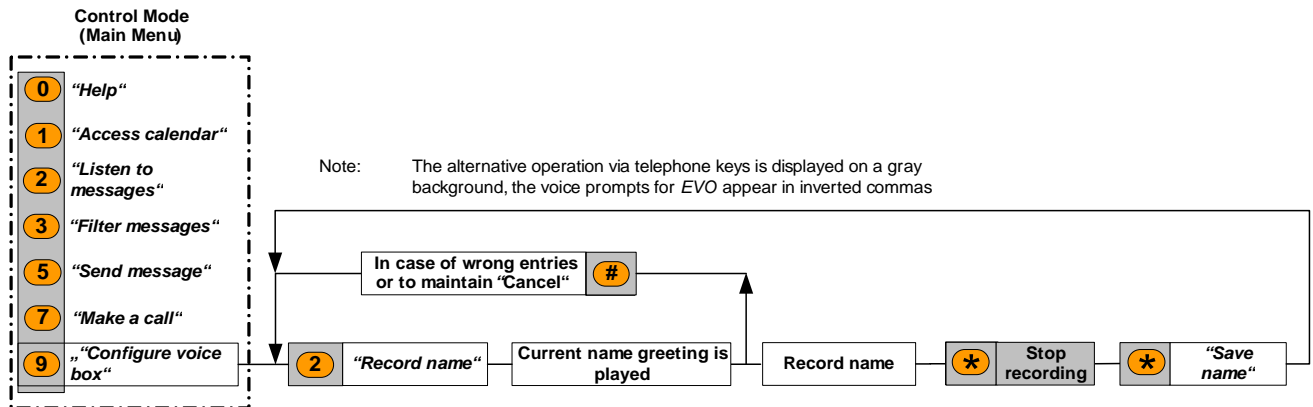 Control Mode
(Main Menu)
0 “Help“
1 “Access calendar“
2 “Listen to
messages“
3 “Filter messages“
5 “Send message“
7 “Make a call“
9 „“Configure voice
box“
Note: The alternative operation via telephone keys is displayed on a gray
background, the voice prompts for EVO appear in inverted commas
In case of wrong entries
or to maintain “Cancel“
#
2 “Record name“
Current name greeting is
played
Record name
* Stop
recording
* “Save
name“